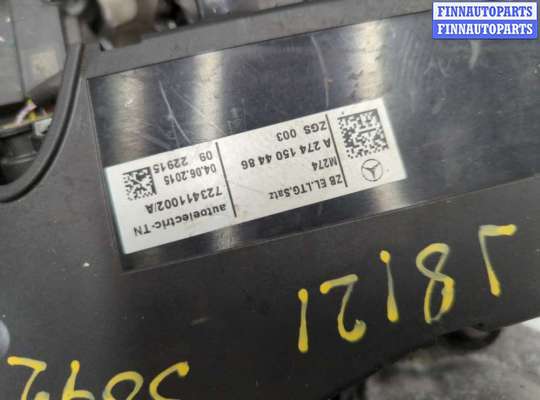 FINNAUTOPARTS
FINNAUTOPARTS
ZB EL.LTG.Satz
M274
A 274 150 44 86
ZGS 003
autoelectric-TN
723411002/A
04.06.2015
09 22915
J8121